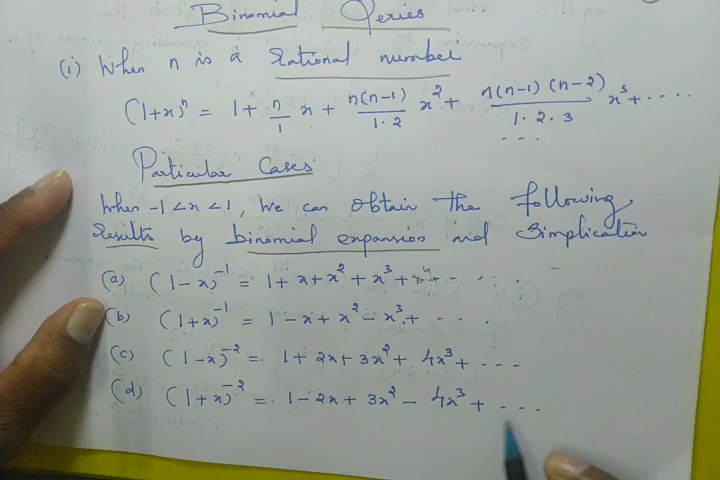 Binomial Series
(i) When n is a rational number
(1+x)ⁿ = 1 + n/1 x + n(n-1)/1·2 x² + n(n-1)(n-2)/1·2·3 x³ + ....
...
Particular Cases
When -1 < x < 1, We can obtain the following
Results by binomial expansion and Simplication
(a) (1-x)⁻¹ = 1 + x + x² + x³ + x⁴ + ....
(b) (1+x)⁻¹ = 1 - x + x² - x³ + ....
(c) (1-x)⁻² = 1 + 2x + 3x² + 4x³ + ...
(d) (1+x)⁻² = 1 - 2x + 3x² - 4x³ + ...